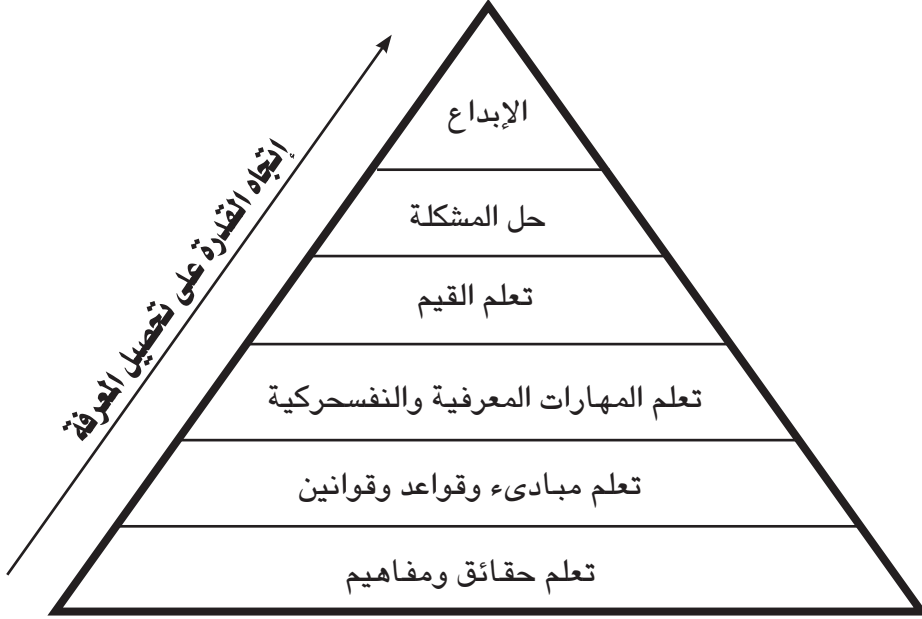 الإبداع
حل المشكلة
تعلم القيم
تعلم المهارات المعرفية والنفسحركية
تعلم مبادىء وقواعد وقوانين
تعلم حقائق ومفاهيم
إتجاه القدرة على تحصيل المعرفة